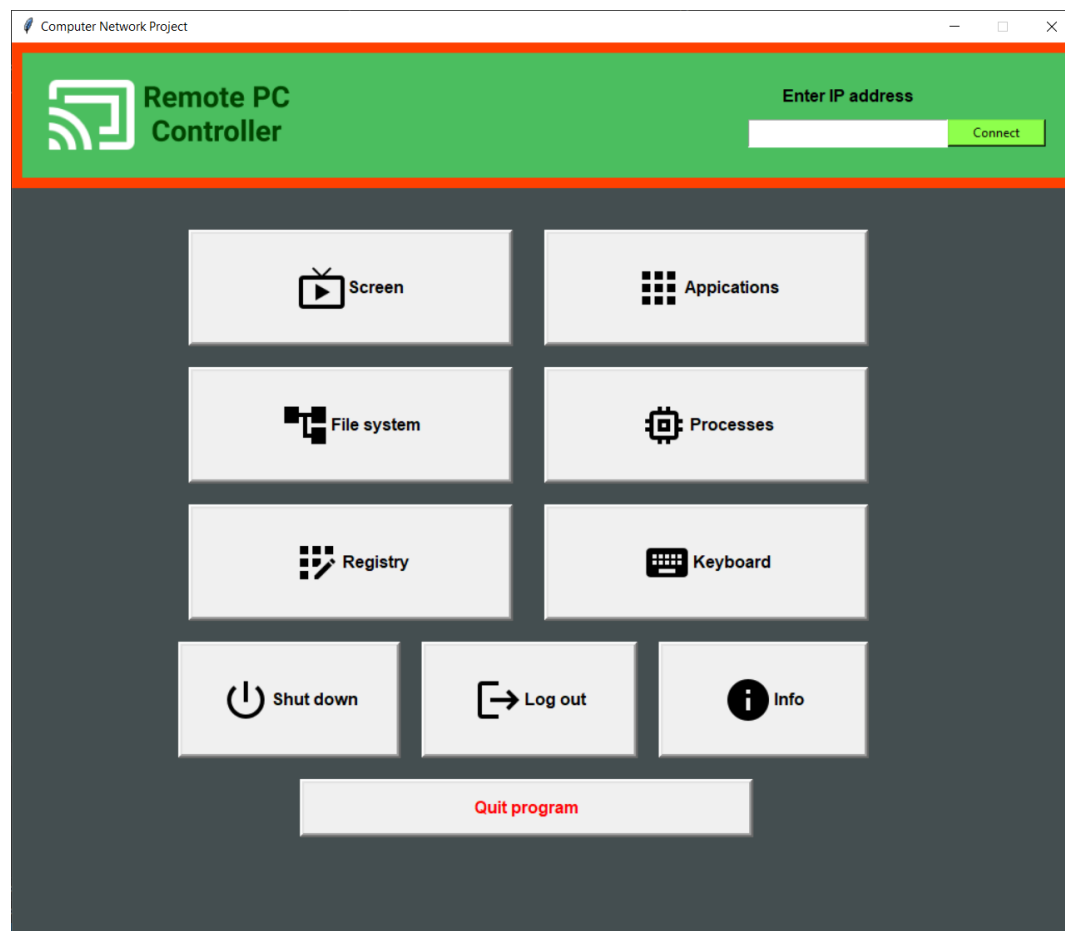 Computer Network Project
Remote PC
Controller
Enter IP address
Connect
Screen
Appications
File system
Processes
Registry
Keyboard
Shut down
Log out
Info
Quit program